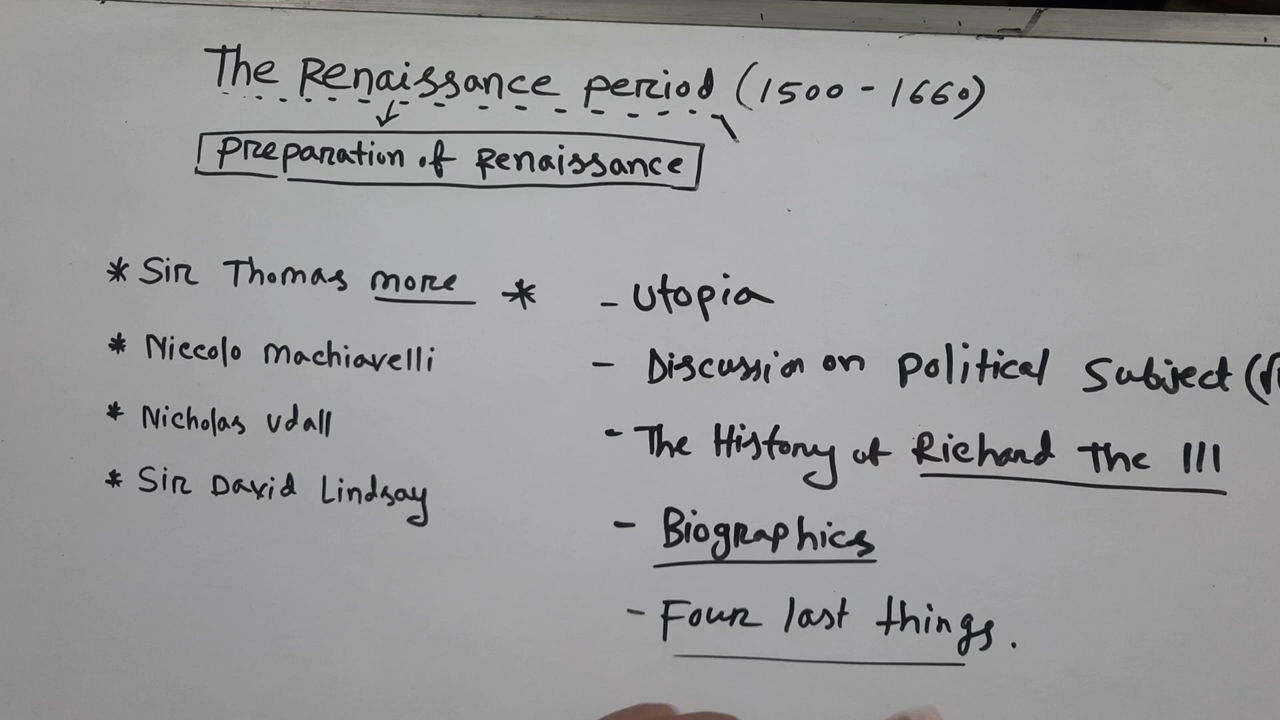 The Renaissance period (1500 - 1660)
Preparation of Renaissance
* Sir Thomas more *
* Niccolo Machiavelli
* Nicholas Udall
* Sir David Lindsay
- Utopia
- Discussion on Political Subject (
- The History of Richard The III
- Biographics
- Four last things.